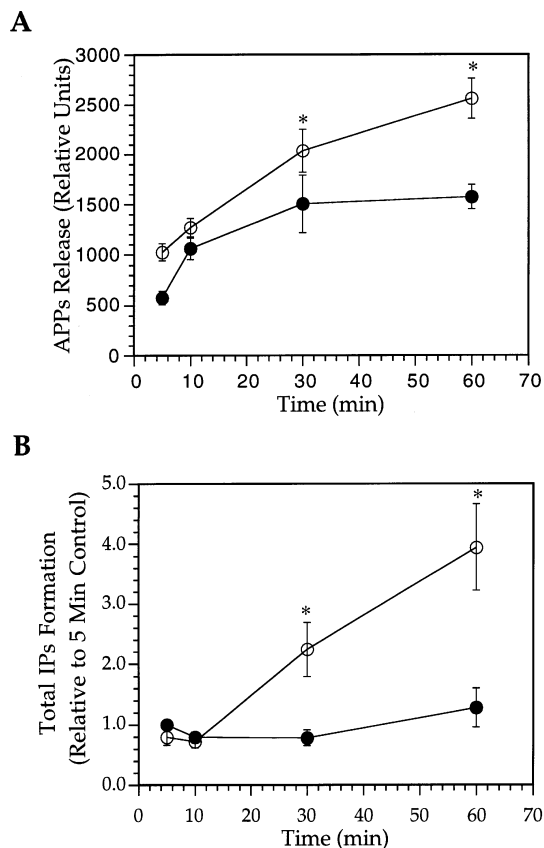 A
3000
2500
2000
1500
1000
500
0
APPs Release (Relative Units)
*
*
0 10 20 30 40 50 60 70
Time (min)
B
5.0
4.0
3.0
2.0
1.0
0.0
Total IPs Formation
(Relative to 5 Min Control)
*
*
0 10 20 30 40 50 60 70
Time (min)